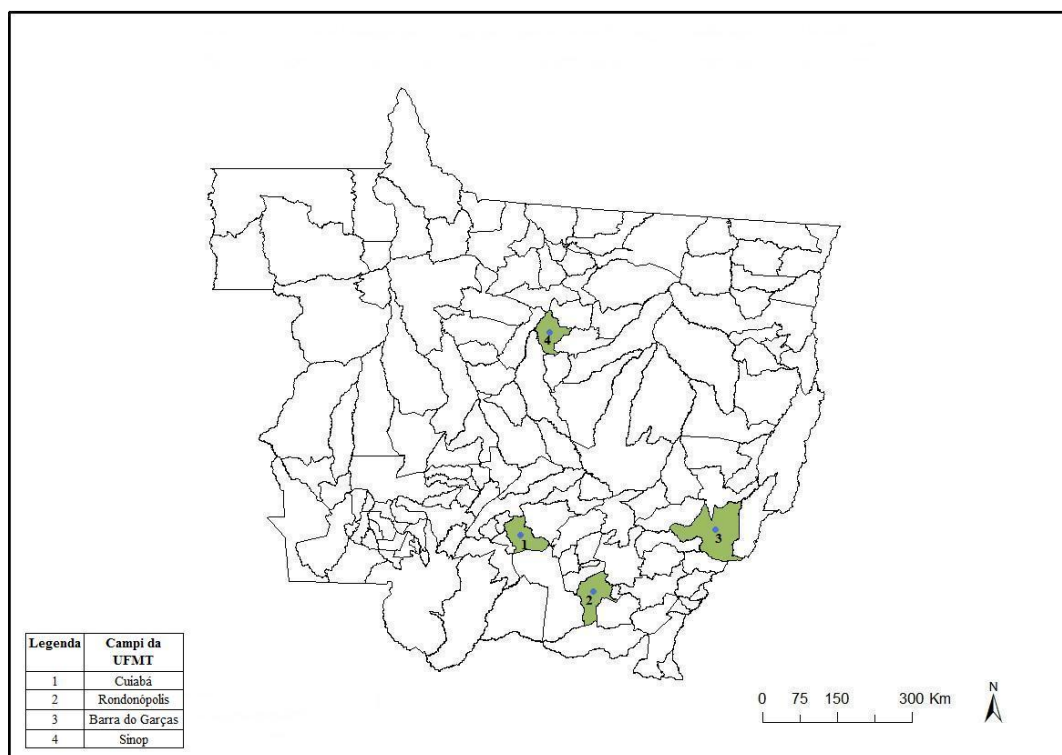 4
1
3
2
Legenda Campi da
UFMT
1 Cuiabá
2 Rondonópolis
3 Barra do Garças
4 Sinop
0 75 150 300 Km
N